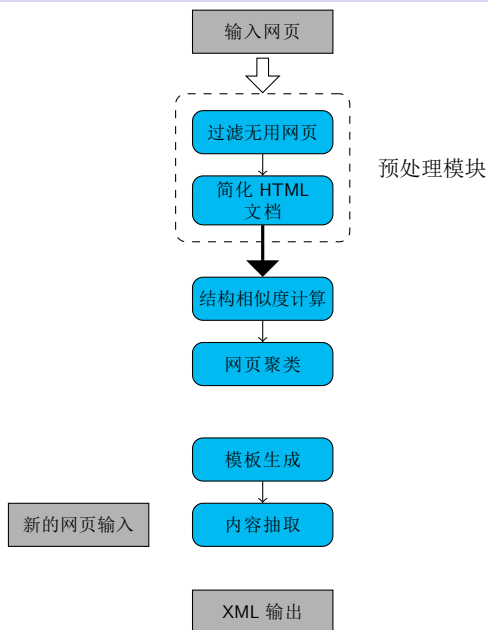 输入网页
过滤无用网页
简化 HTML
文档
预处理模块
结构相似度计算
网页聚类
模板生成
新的网页输入
内容抽取
XML 输出